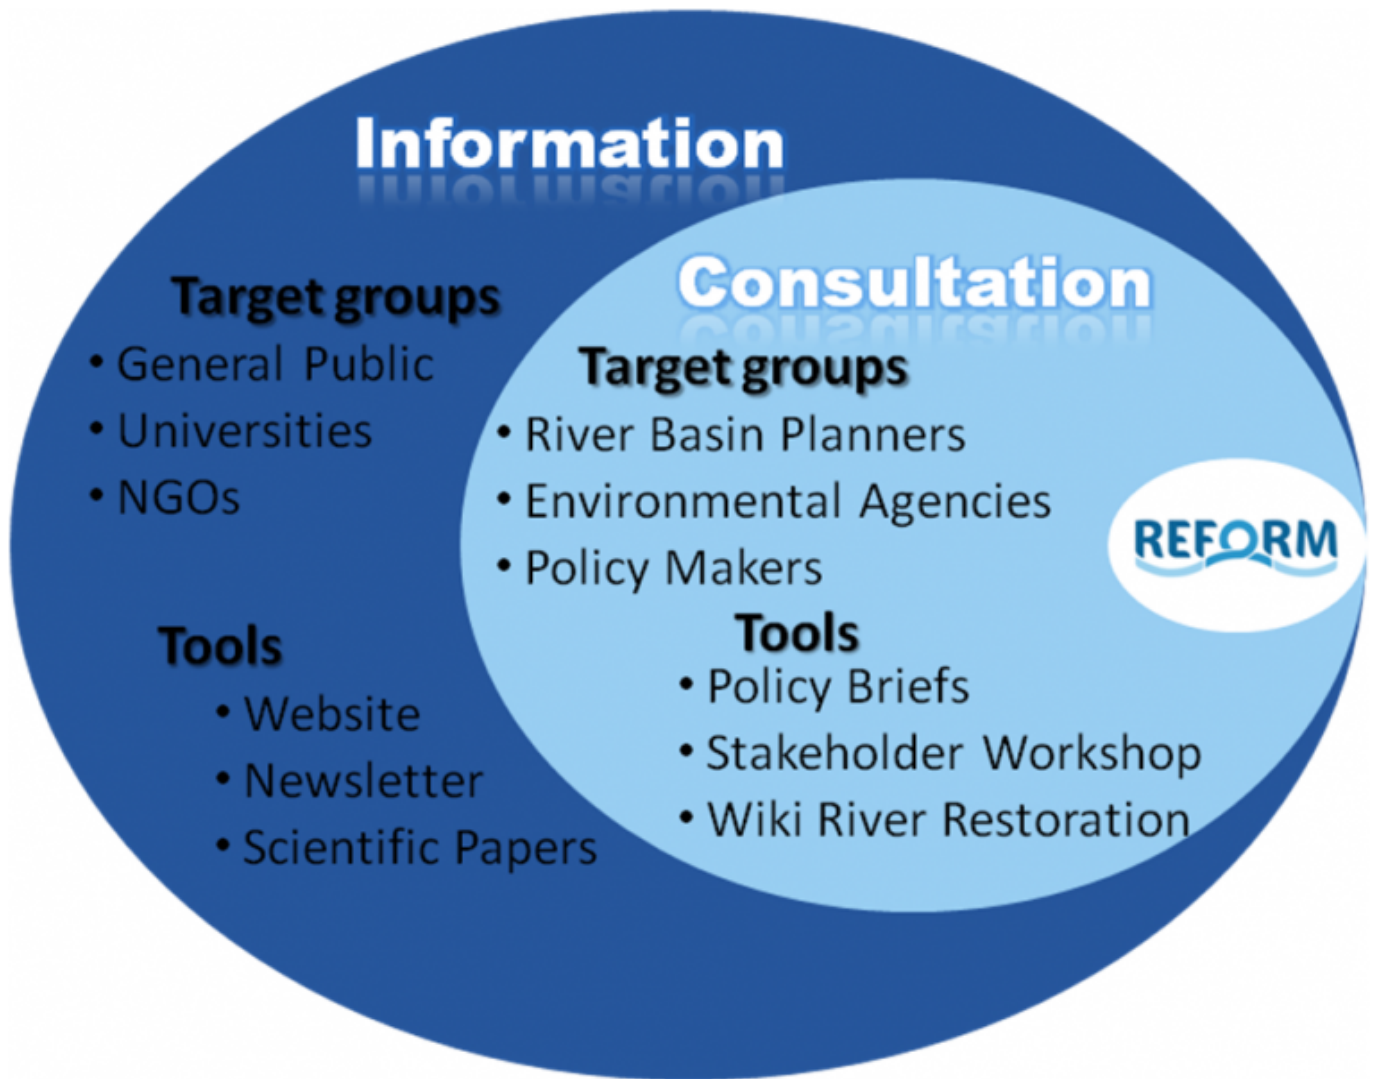 Information
Target groups
• General Public
• Universities
• NGOs
Tools
• Website
• Newsletter
• Scientific Papers
Consultation
Target groups
• River Basin Planners
• Environmental Agencies
• Policy Makers
Tools
• Policy Briefs
• Stakeholder Workshop
• Wiki River Restoration
REFORM